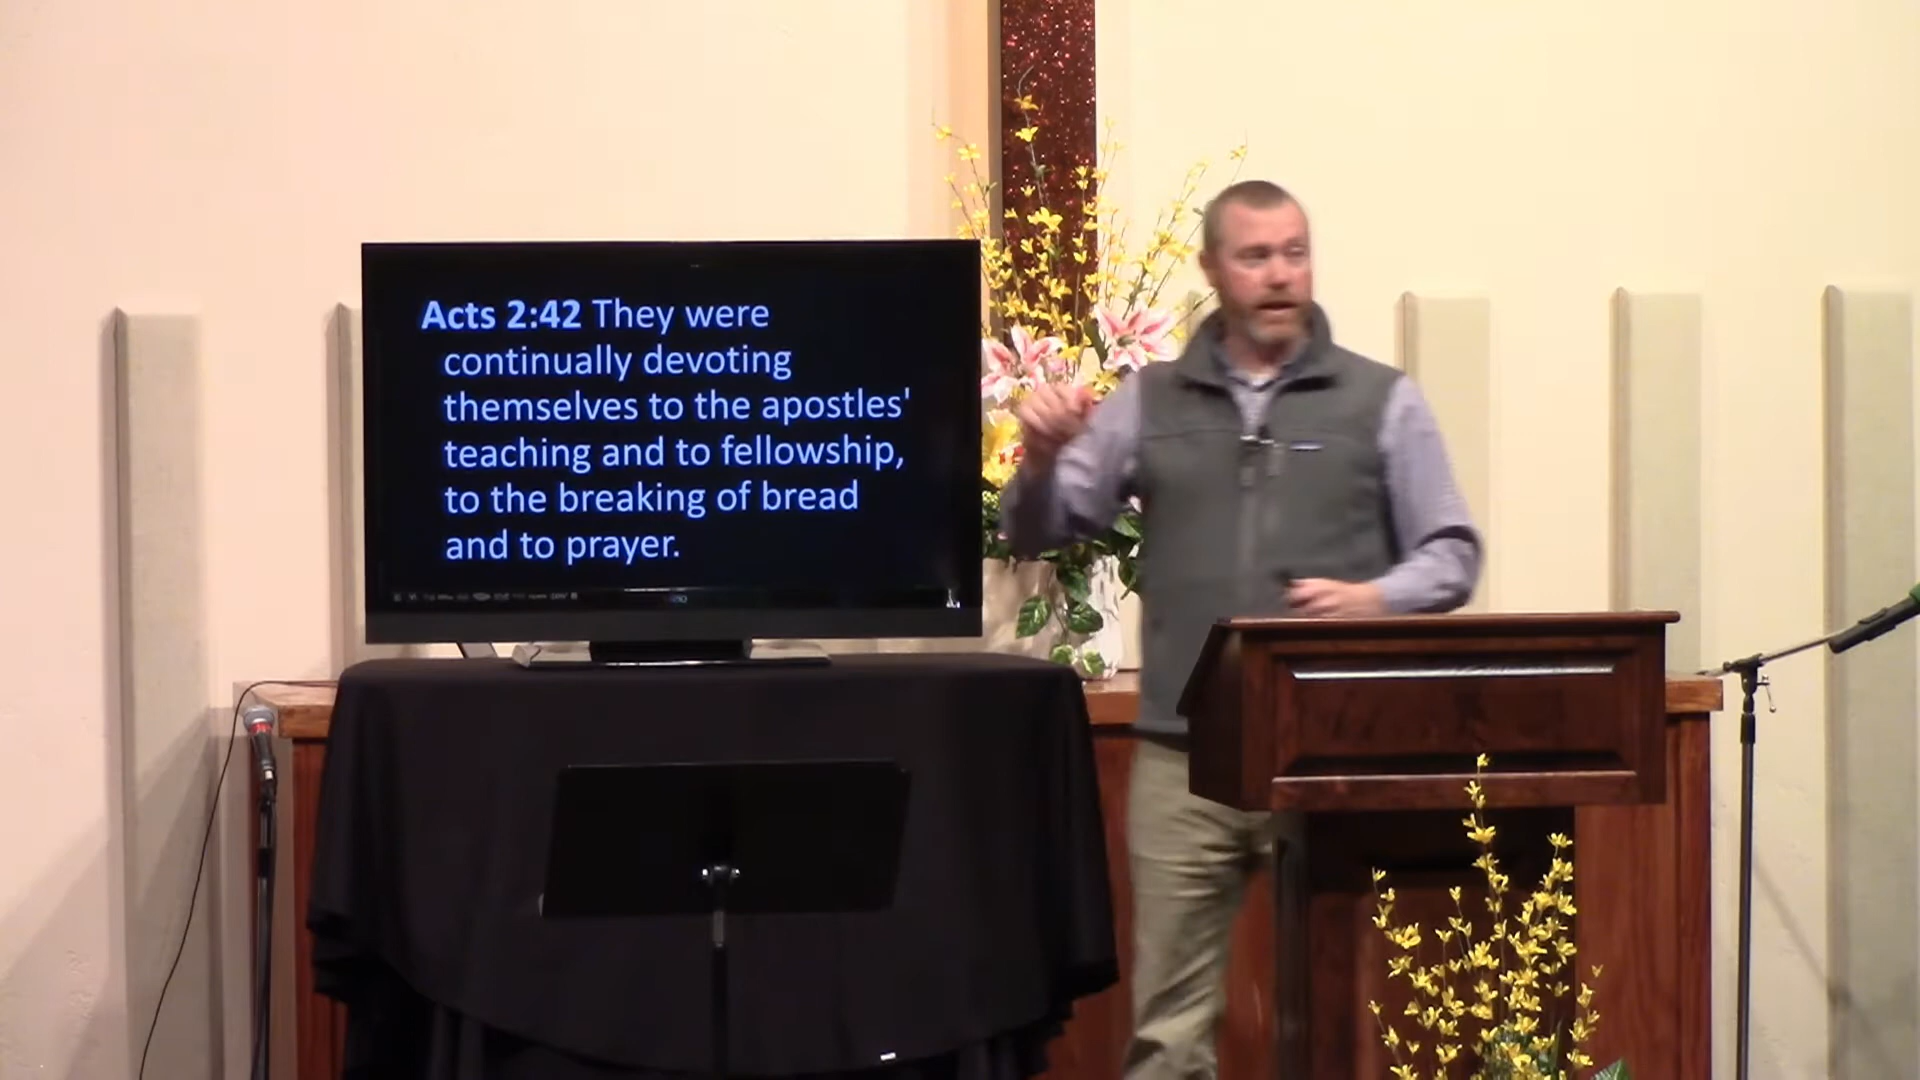 Acts 2:42 They were
continually devoting
themselves to the apostles'
teaching and to fellowship,
to the breaking of bread
and to prayer.